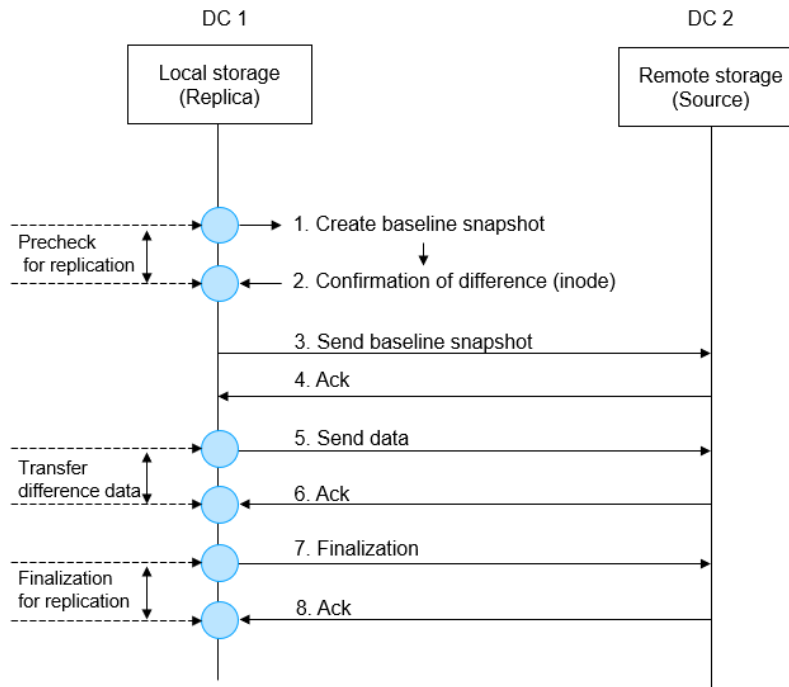 DC 1
DC 2
Local storage
(Replica)
Remote storage
(Source)
1. Create baseline snapshot
Precheck
for replication
2. Confirmation of difference (inode)
3. Send baseline snapshot
4. Ack
5. Send data
Transfer
difference data
6. Ack
7. Finalization
Finalization
for replication
8. Ack